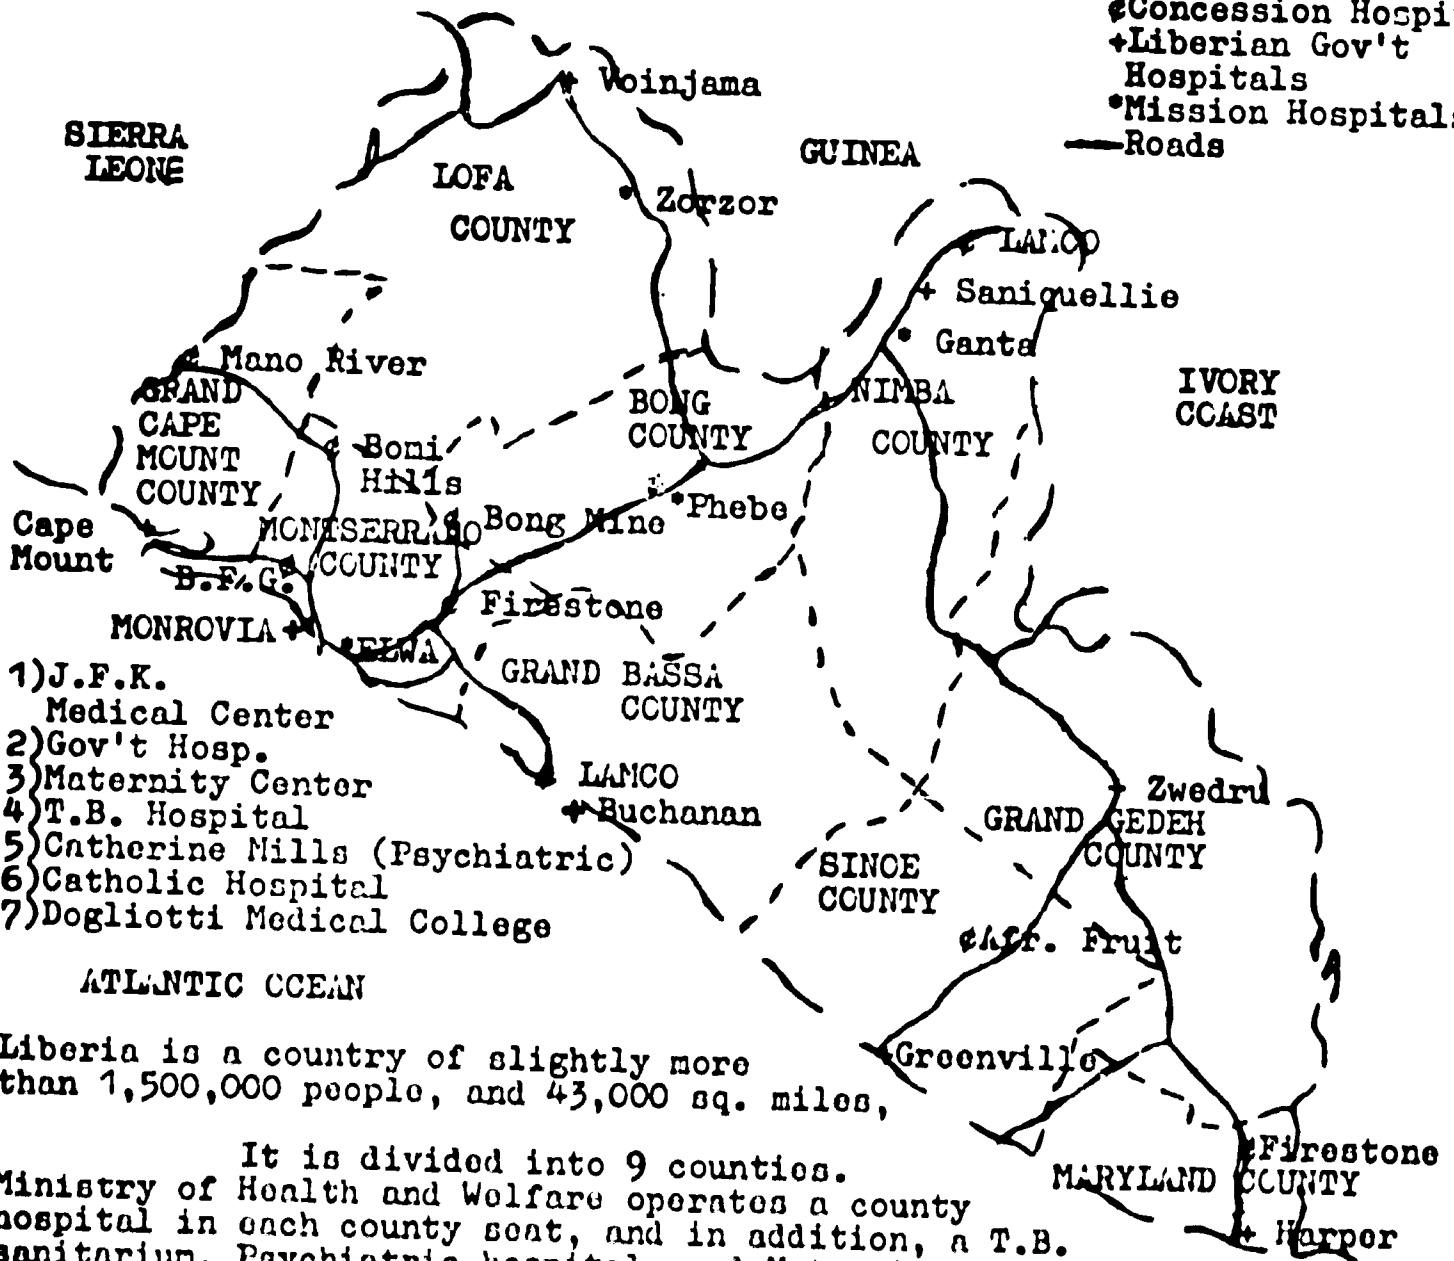 ¢Concession Hospi
+Liberian Gov't
Hospitals
*Mission Hospitals
Roads
Voinjama
SIERRA
LEONE
GUINEA
LOFA
COUNTY
Zorzor
LAMCO
+ Saniquellie
* Ganta
¢ Mano River
GRAND
CAPE
MOUNT
COUNTY
IVORY
COAST
BONG
COUNTY
NIMBA
COUNTY
¢ Bomi
Hills
*Phebe
¢ Bong Mine
Cape
Mount
MONTSERRADO
COUNTY
B.F.G.
Firestone
MONROVIA+
*ELWA
GRAND BASSA
COUNTY
1)J.F.K.
Medical Center
2)Gov't Hosp.
3)Maternity Center
4)T.B. Hospital
5)Catherine Mills (Psychiatric)
6)Catholic Hospital
7)Dogliotti Medical College
LAMCO
+Buchanan
Zwedru
GRAND GEDEH
COUNTY
SINOE
COUNTY
¢Afr. Fruit
ATLANTIC OCEAN
Greenville
Liberia is a country of slightly more
than 1,500,000 people, and 43,000 sq. miles,
It is divided into 9 counties.
Ministry of Health and Welfare operates a county
hospital in each county seat, and in addition, a T.B.
sanitarium, Psychiatric hospital
¢Firestone
MARYLAND COUNTY
+ Harper